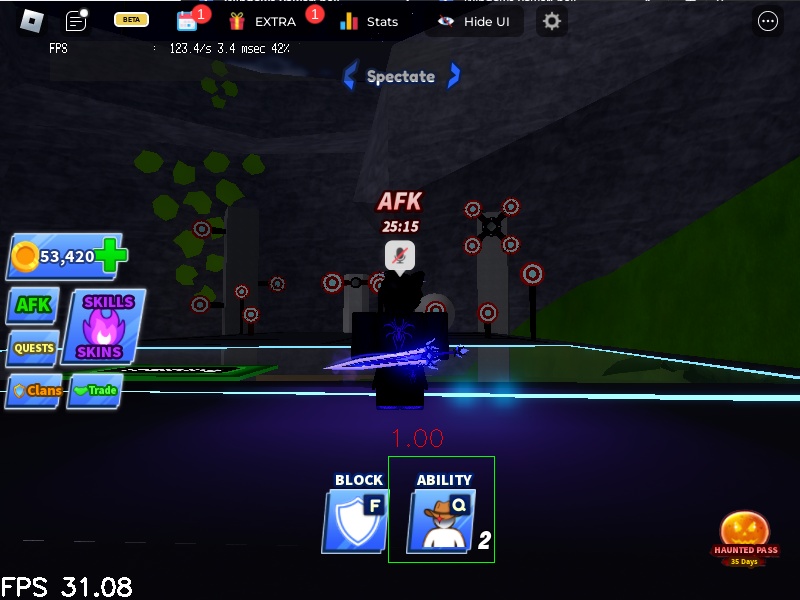 BETA
1
EXTRA
1
Stats
Hide UI
FPS : 123.4/s 3.4 msec 42%
Spectate
AFK
25:15
53,420
AFK
SKILLS
SKINS
QUESTS
Clans
Trade
1.00
BLOCK
F
ABILITY
Q
2
HAUNTED PASS
35 Days
FPS 31.08